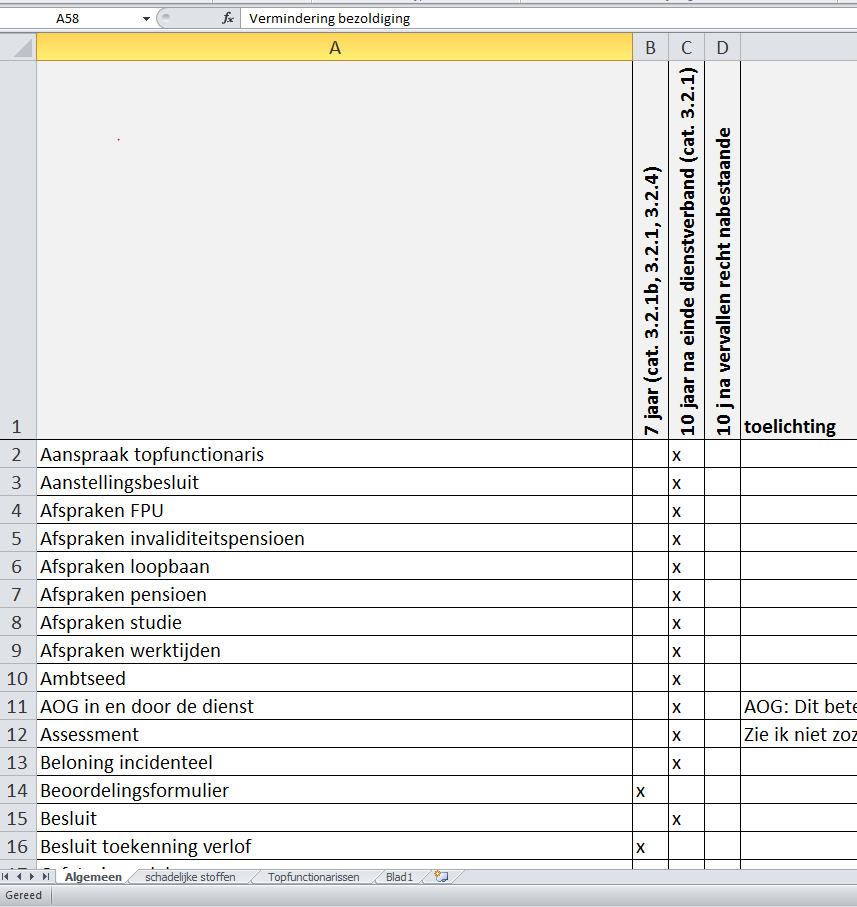 A58 fx Vermindering bezoldiging
A B C D
1 7 jaar (cat. 3.2.1b, 3.2.1, 3.2.4) 10 jaar na einde dienstverband (cat. 3.2.1) 10 j na vervallen recht nabestaande toelichting
2 Aanspraak topfunctionaris x
3 Aanstellingsbesluit x
4 Afspraken FPU x
5 Afspraken invaliditeitspensioen x
6 Afspraken loopbaan x
7 Afspraken pensioen x
8 Afspraken studie x
9 Afspraken werktijden x
10 Ambtseed x
11 AOG in en door de dienst x AOG: Dit bete
12 Assessment x Zie ik niet zoz
13 Beloning incidenteel x
14 Beoordelingsformulier x
15 Besluit x
16 Besluit toekenning verlof x
Algemeen schadelijke stoffen Topfunctionarissen Blad1
Gereed